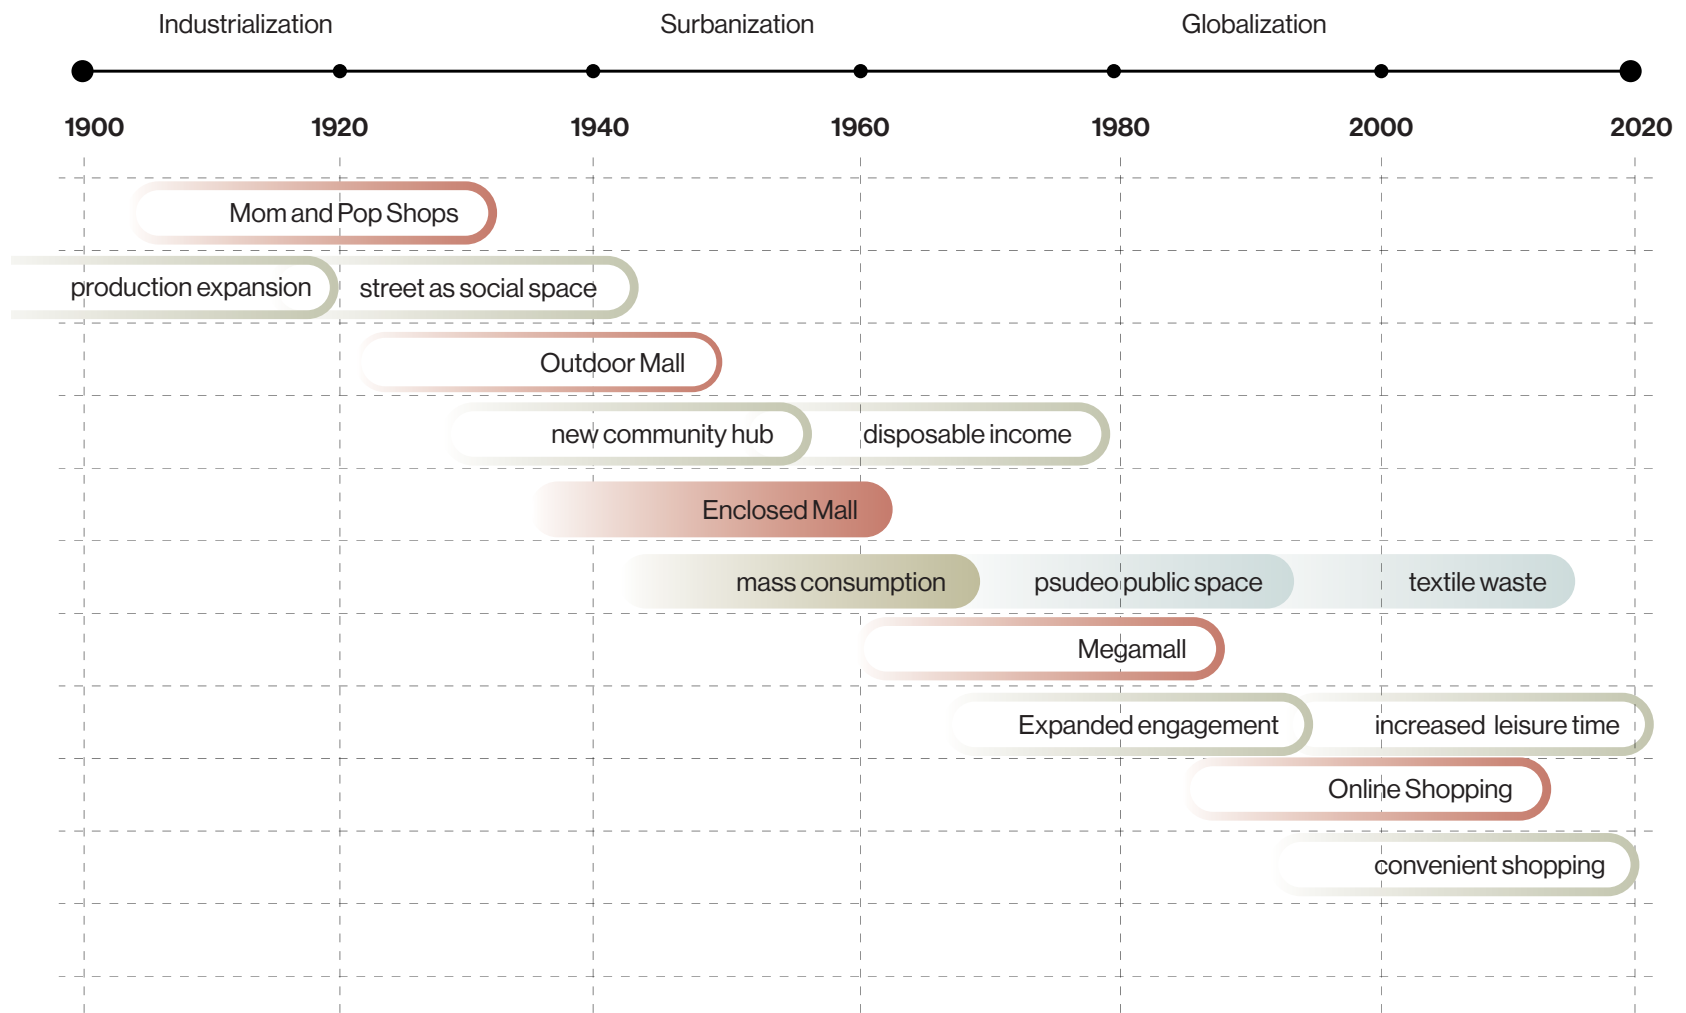 Industrialization Surbanization Globalization
1900 1920 1940 1960 1980 2000 2020
Mom and Pop Shops
production expansion street as social space
Outdoor Mall
new community hub disposable income
Enclosed Mall
mass consumption psudeo public space textile waste
Megamall
Expanded engagement increased leisure time
Online Shopping
convenient shopping